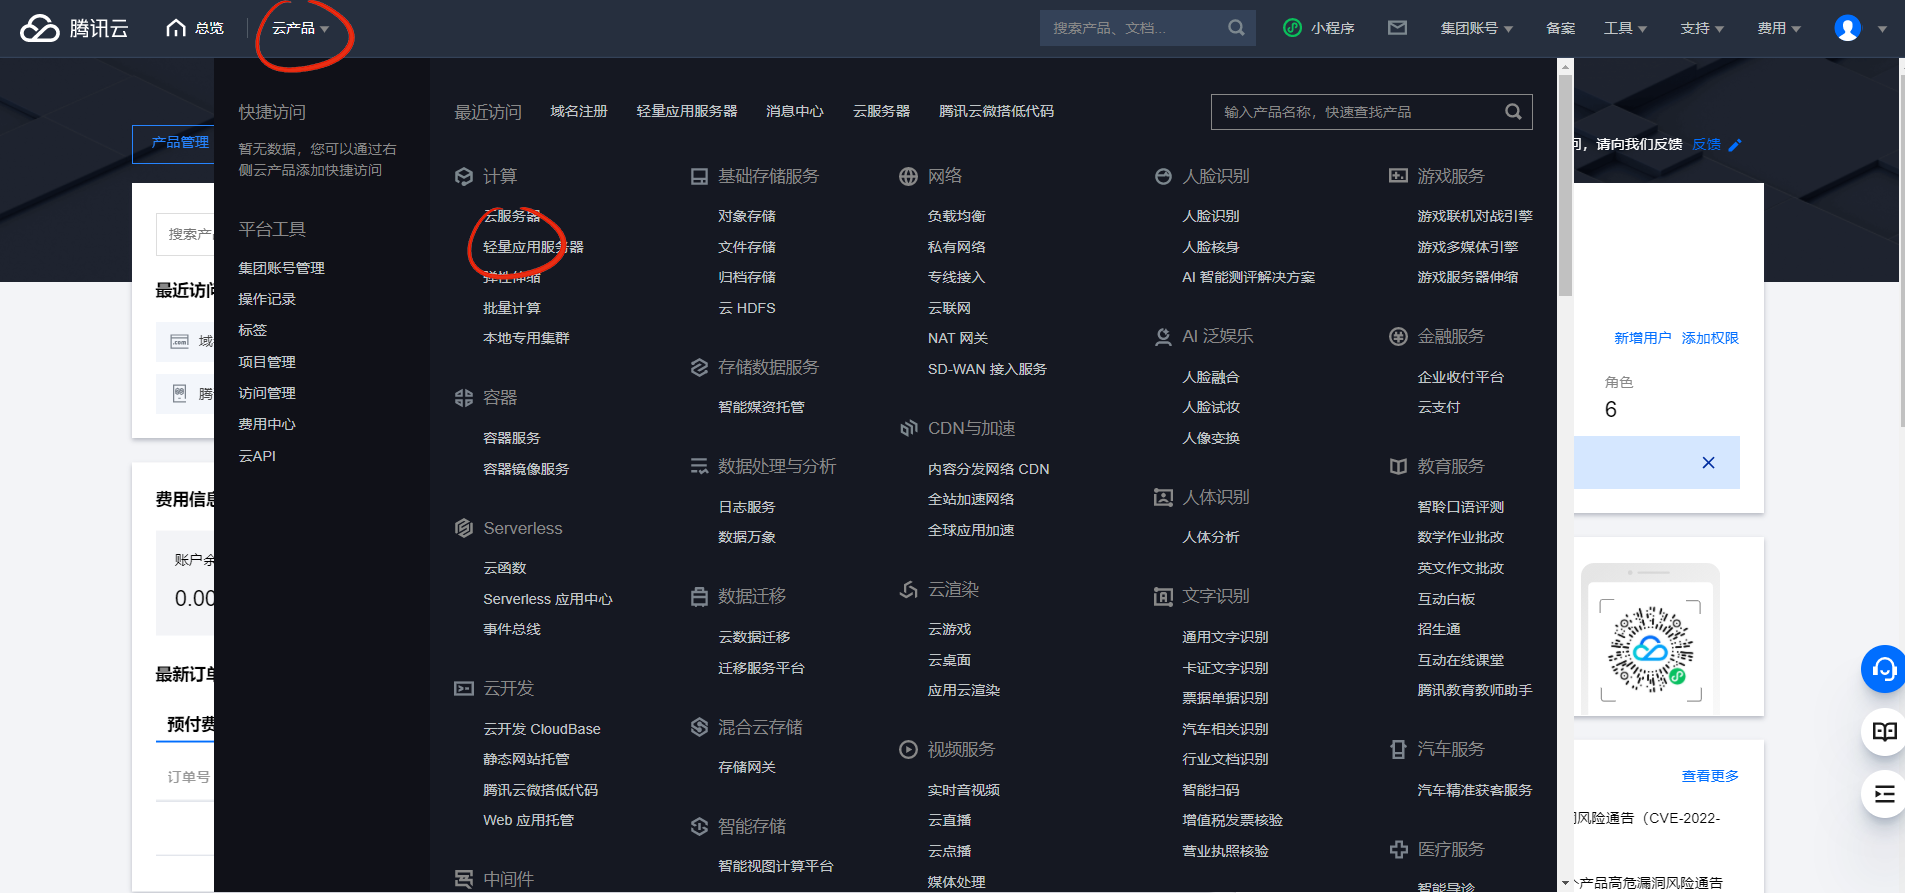 腾讯云
总览
云产品
搜索产品、文档...
小程序
集团账号
备案
工具
支持
费用
产品管理
搜索产
最近访问
域
腾
费用信息
账户余
0.00
最新订单
预付费
订单号
快捷访问
暂无数据，您可以通过右
侧云产品添加快捷访问
平台工具
集团账号管理
操作记录
标签
项目管理
访问管理
费用中心
云API
最近访问
域名注册
轻量应用服务器
消息中心
云服务器
腾讯云微搭低代码
输入产品名称，快速查找产品
计算
云服务器
轻量应用服务器
弹性伸缩
批量计算
本地专用集群
容器
容器服务
容器镜像服务
Serverless
云函数
Serverless 应用中心
事件总线
云开发
云开发 CloudBase
静态网站托管
腾讯云微搭低代码
Web 应用托管
中间件
基础存储服务
对象存储
文件存储
归档存储
云 HDFS
存储数据服务
智能媒资托管
数据处理与分析
日志服务
数据万象
数据迁移
云数据迁移
迁移服务平台
混合云存储
存储网关
智能存储
智能视图计算平台
网络
负载均衡
私有网络
专线接入
云联网
NAT 网关
SD-WAN 接入服务
CDN与加速
内容分发网络 CDN
全站加速网络
全球应用加速
云渲染
云游戏
云桌面
应用云渲染
视频服务
实时音视频
云直播
云点播
媒体处理
人脸识别
人脸识别
人脸核身
AI 智能测评解决方案
AI 泛娱乐
人脸融合
人脸试妆
人像变换
人体识别
人体分析
文字识别
通用文字识别
卡证文字识别
票据单据识别
汽车相关识别
行业文档识别
智能扫码
增值税发票核验
营业执照核验
游戏服务
游戏联机对战引擎
游戏多媒体引擎
游戏服务器伸缩
金融服务
企业收付平台
云支付
教育服务
智聆口语评测
数学作业批改
英文作文批改
互动白板
招生通
互动在线课堂
腾讯教育教师助手
汽车服务
汽车精准获客服务
医疗服务
智能导诊
问，请向我们反馈 反馈
新增用户 添加权限
角色
6
查看更多
风险通告（CVE-2022-
个产品高危漏洞风险通告